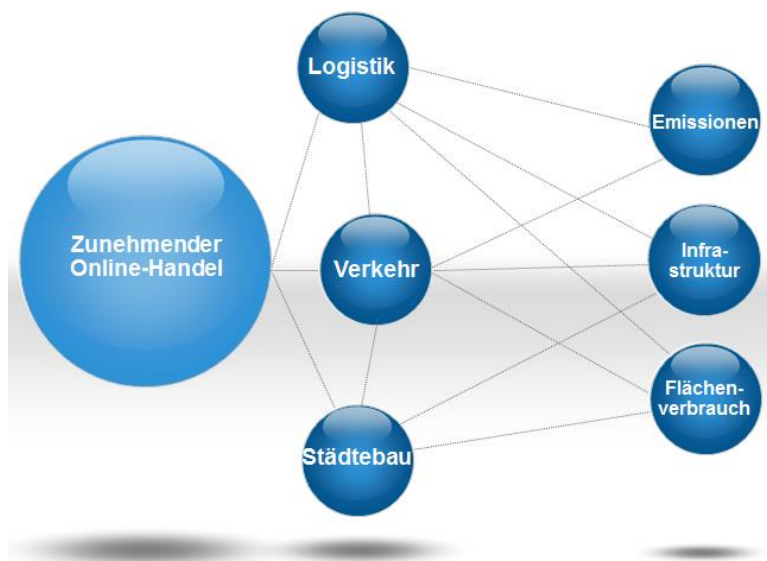 Logistik
Emissionen
Zunehmender
Online-Handel
Verkehr
Infra-
struktur
Flächen-
verbrauch
Städtebau